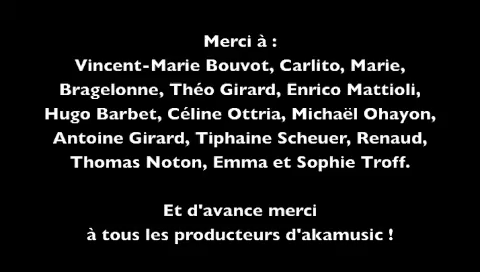 Merci à :
Vincent-Marie Bouvot, Carlito, Marie,
Bragelonne, Théo Girard, Enrico Mattioli,
Hugo Barbet, Céline Ottria, Michaël Ohayon,
Antoine Girard, Tiphaine Scheuer, Renaud,
Thomas Noton, Emma et Sophie Troff.
Et d'avance merci
à tous les producteurs d'akamusic !